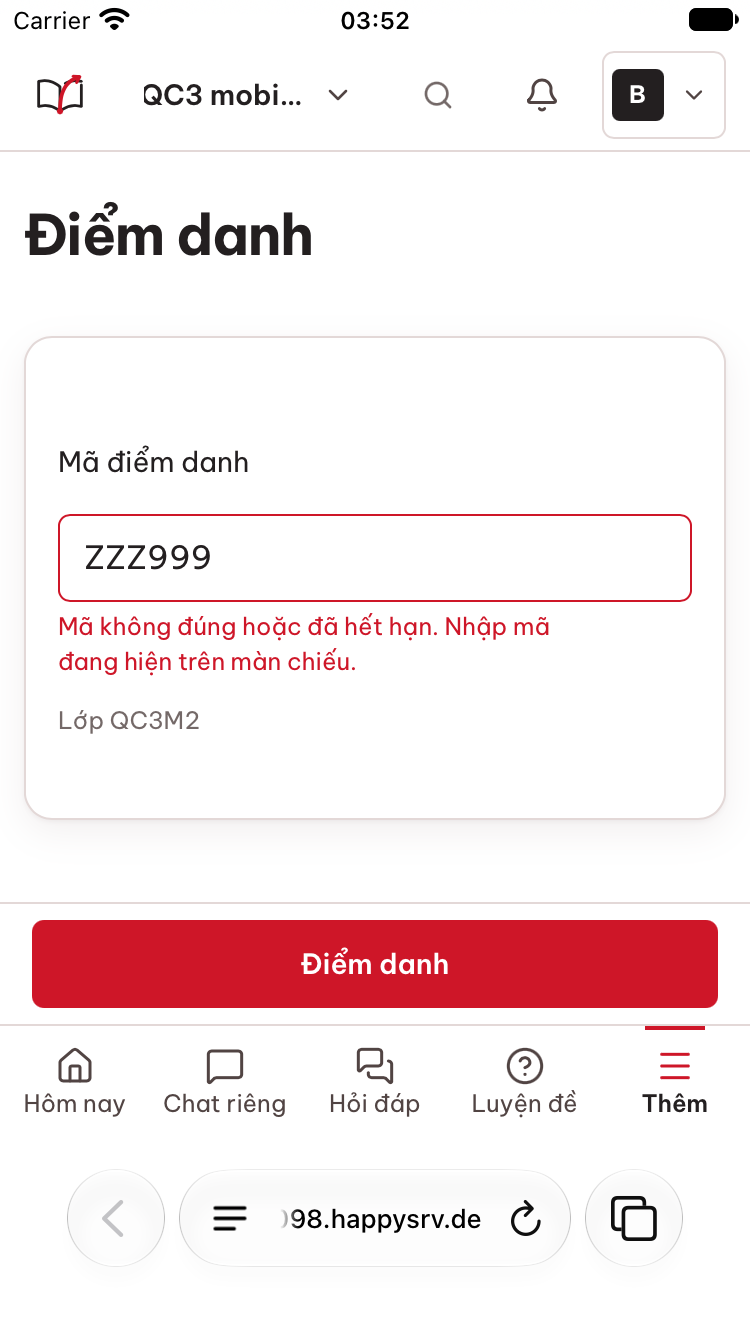 Carrier
03:52
QC3 mobi...
B
Điểm danh
Mã điểm danh
ZZZ999
Mã không đúng hoặc đã hết hạn. Nhập mã
đang hiện trên màn chiếu.
Lớp QC3M2
Điểm danh
Hôm nay
Chat riêng
Hỏi đáp
Luyện đề
Thêm
98.happysrv.de